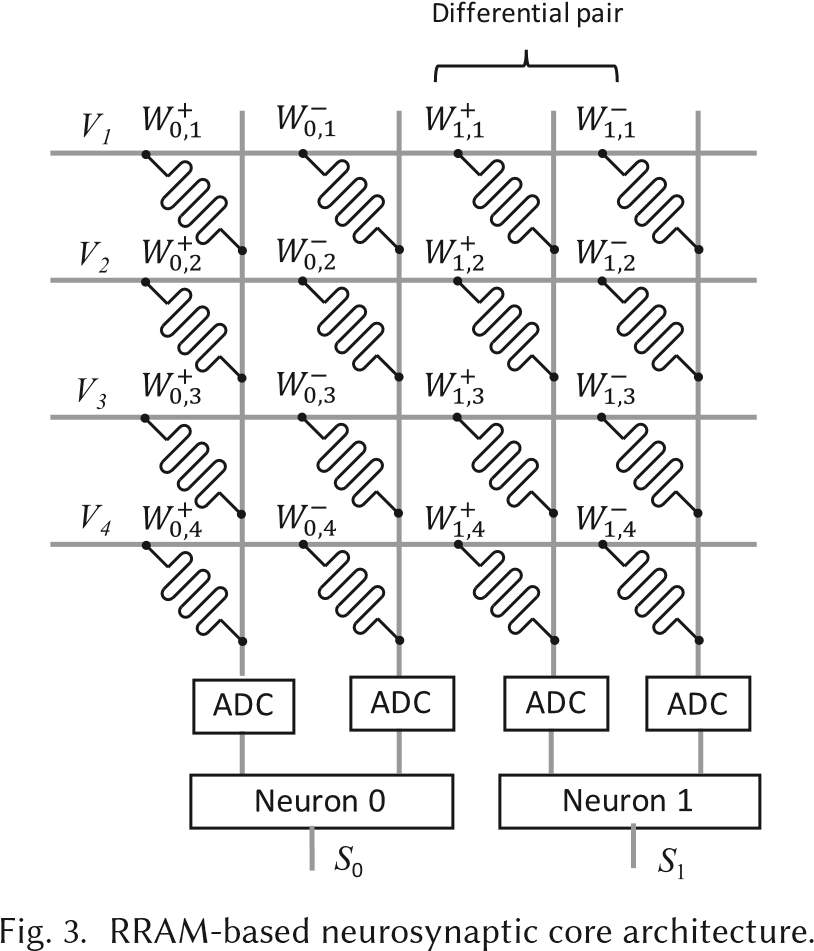 Differential pair
V₁ W⁺₀,₁ W⁻₀,₁ W⁺₁,₁ W⁻₁,₁
V₂ W⁺₀,₂ W⁻₀,₂ W⁺₁,₂ W⁻₁,₂
V₃ W⁺₀,₃ W⁻₀,₃ W⁺₁,₃ W⁻₁,₃
V₄ W⁺₀,₄ W⁻₀,₄ W⁺₁,₄ W⁻₁,₄
ADC ADC ADC ADC
Neuron 0 Neuron 1
S₀ S₁
Fig. 3. RRAM-based neurosynaptic core architecture.